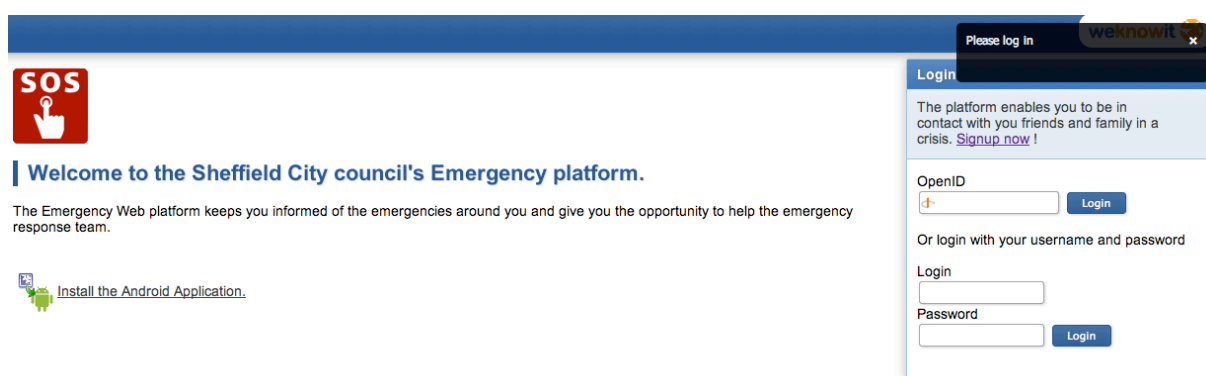 weknowit
Please log in
x
SOS
Welcome to the Sheffield City council's Emergency platform.
The Emergency Web platform keeps you informed of the emergencies around you and give you the opportunity to help the emergency
response team.
Install the Android Application.
Login
The platform enables you to be in
contact with you friends and family in a
crisis. Signup now !
OpenID
Login
Or login with your username and password
Login
Password
Login